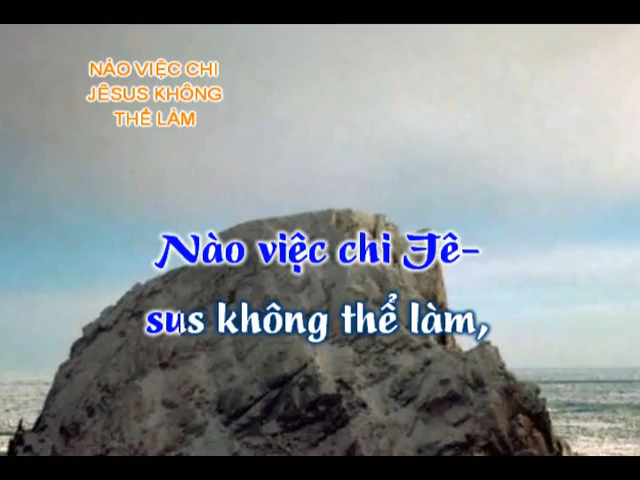 NÀO VIỆC CHI
JÊSUS KHÔNG
THỂ LÀM
Nào việc chi Jê-
sus không thể làm,